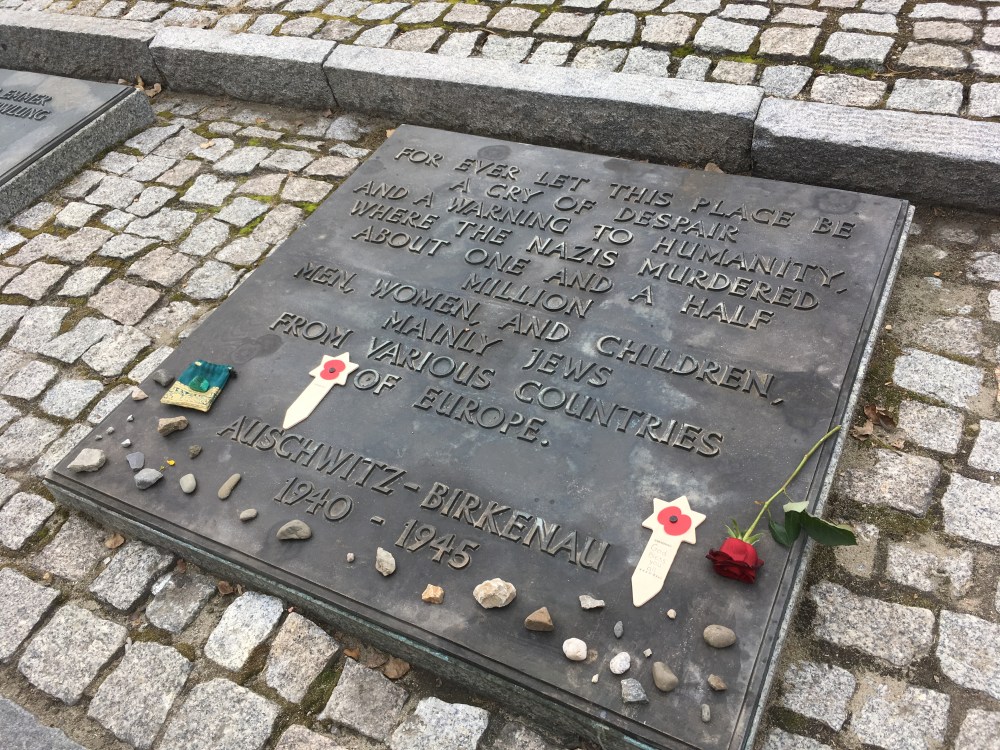 EMMER
FOR EVER LET THIS PLACE BE
A CRY OF DESPAIR
AND A WARNING TO HUMANITY,
WHERE THE NAZIS MURDERED
ABOUT ONE AND A HALF
MILLION
MEN, WOMEN, AND CHILDREN,
MAINLY JEWS
FROM VARIOUS COUNTRIES
OF EUROPE.
AUSCHWITZ - BIRKENAU
1940 - 1945